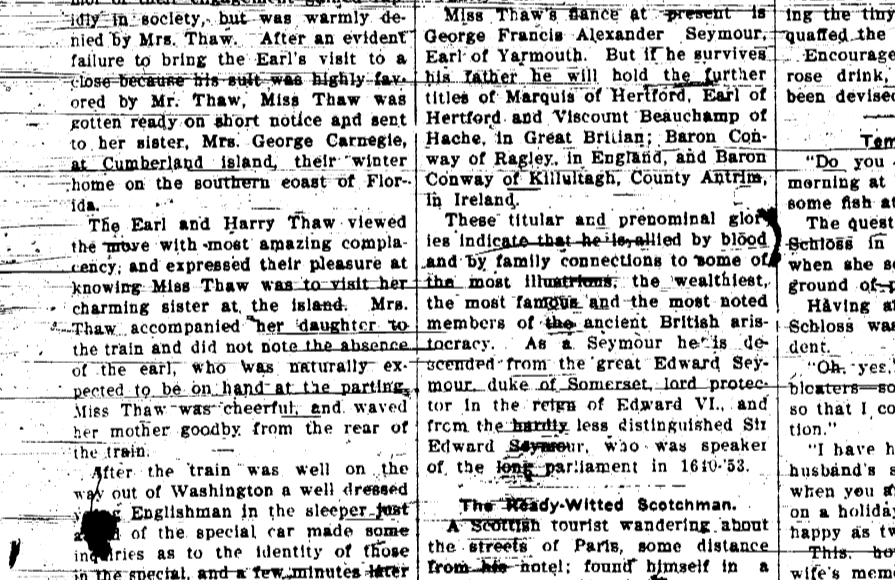 idly in society, but was warmly de-
nied by Mrs. Thaw. After an evident
failure to bring the Earl's visit to a
close because his suit was highly fav-
ored by Mr. Thaw, Miss Thaw was
gotten ready on short notice and sent
to her sister, Mrs. George Carnegie,
at Cumberland island, their winter
home on the southern eoast of Flor-
ida.
The Earl and Harry Thaw viewed
the move with most amazing compla-
cency, and expressed their pleasure at
knowing Miss Thaw was to visit her
charming sister at the island. Mrs.
Thaw accompanied her daughter to
the train and did not note the absence
of the earl, who was naturally ex-
pected to be on hand at the parting.
Miss Thaw was cheerful, and waved
her mother goodby from the rear of
the train.
After the train was well on the
way out of Washington a well dressed
Englishman in the sleeper just
of the special car made some
inquiries as to the identity of those
in the special, and a few minutes later
Miss Thaw's fiance at present is
George Francis Alexander Seymour,
Earl of Yarmouth. But if he survives
his father he will hold the further
titles of Marquis of Hertford, Earl of
Hertford and Viscount Beauchamp of
Hache, in Great Britian; Baron Con-
way of Ragley, in England, and Baron
Conway of Killultagh, County Antrim,
in Ireland.
These titular and prenominal glor
ies indicate that he is allied by blood
and by family connections to some of
the most illustrious, the wealthiest,
the most famous and the most noted
members of the ancient British aris-
tocracy. As a Seymour he is de-
scended from the great Edward Sey-
mour, duke of Somerset, lord protec-
tor in the reign of Edward VI., and
from the hardly less distinguished Sir
Edward Seymour, who was speaker
of the long parliament in 1640-'53.
The Ready-Witted Scotchman.
A Scottish tourist wandering about
the streets of Paris, some distance
from his hotel; found himself in a
ing the tiny
quaffed the
Encourage
rose drink,
been devise
"Do you
morning at
some fish at
The quest
Schloss in
when she s
ground of
Having a
Schloss was
dent.
"Oh, yes,"
bloaters—so
so that I co
tion."
"I have h
husband's s
when you a
on a holida
happy as tw
This, ho
wife's mem